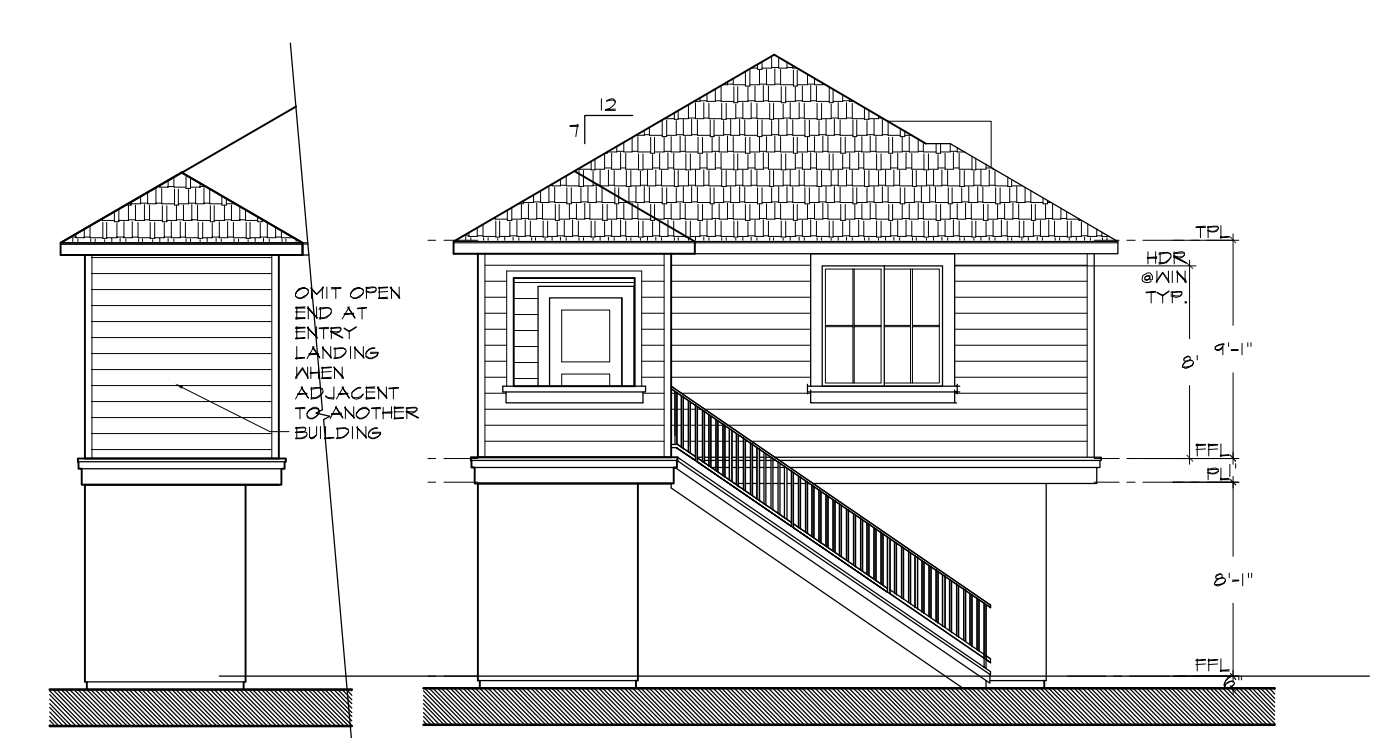 12
7
TPL
HDR
@WIN
TYP.
OMIT OPEN
END AT
ENTRY
LANDING
WHEN
ADJACENT
TO ANOTHER
BUILDING
9'-1"
8'
FFL
PL
8'-1"
FFL
6"